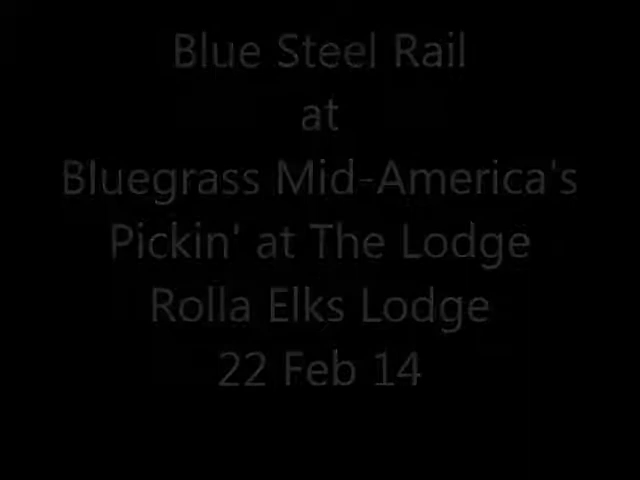 Blue Steel Rail
at
Bluegrass Mid-America's
Pickin' at The Lodge
Rolla Elks Lodge
22 Feb 14